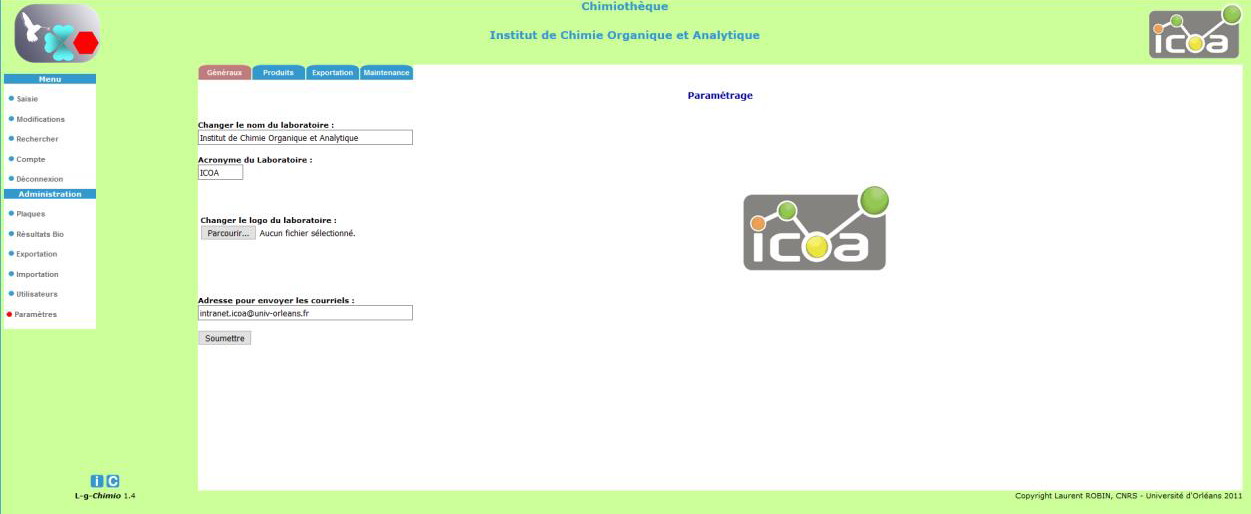 Chimiothèque
Institut de Chimie Organique et Analytique
icoa
Menu
Saisie
Modifications
Rechercher
Compte
Déconnexion
Administration
Plaques
Résultats Bio
Exportation
Importation
Utilisateurs
Paramètres
Généraux Produits Exportation Maintenance
Paramétrage
Changer le nom du laboratoire :
Institut de Chimie Organique et Analytique
Acronyme du Laboratoire :
ICOA
Changer le logo du laboratoire :
Parcourir... Aucun fichier sélectionné.
icoa
Adresse pour envoyer les courriels :
intranet.icoa@univ-orleans.fr
Soumettre
i C
L-g-Chimio 1.4
Copyright Laurent ROBIN, CNRS - Université d'Orléans 2011